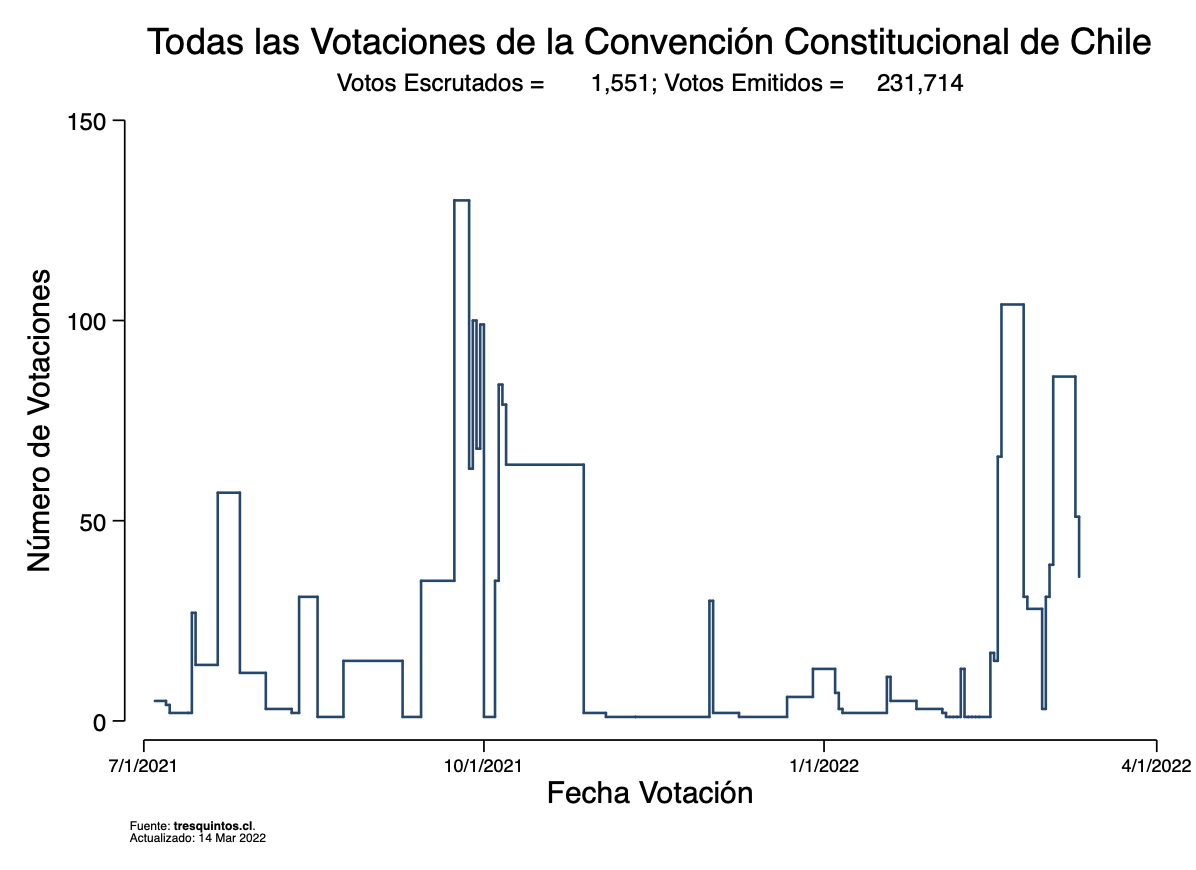 Todas las Votaciones de la Convención Constitucional de Chile
Votos Escrutados = 1,551; Votos Emitidos = 231,714
150
100
50
0
Número de Votaciones
7/1/2021 10/1/2021 1/1/2022 4/1/2022
Fecha Votación
Fuente: tresquintos.cl.
Actualizado: 14 Mar 2022